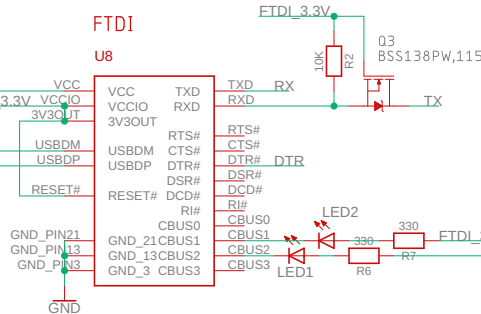 FTDI_3.3V
FTDI
Q3
BSS138PW,115
U8
10K
R2
VCC VCC TXD TXD RX
3.3V VCCIO VCCIO RXD RXD TX
3V3OUT 3V3OUT
RTS# RTS#
USBDM USBDM CTS# CTS#
USBDP USBDP DTR# DTR# DTR
DSR# DSR#
RESET# RESET# DCD# DCD#
RI# RI#
CBUS0 CBUS0
LED2
GND_PIN21 GND_21 CBUS1 CBUS1 330 FTDI_
R7
GND_PIN13 GND_13 CBUS2 CBUS2 330
GND_PIN3 GND_3 CBUS3 CBUS3 LED1 R6
GND